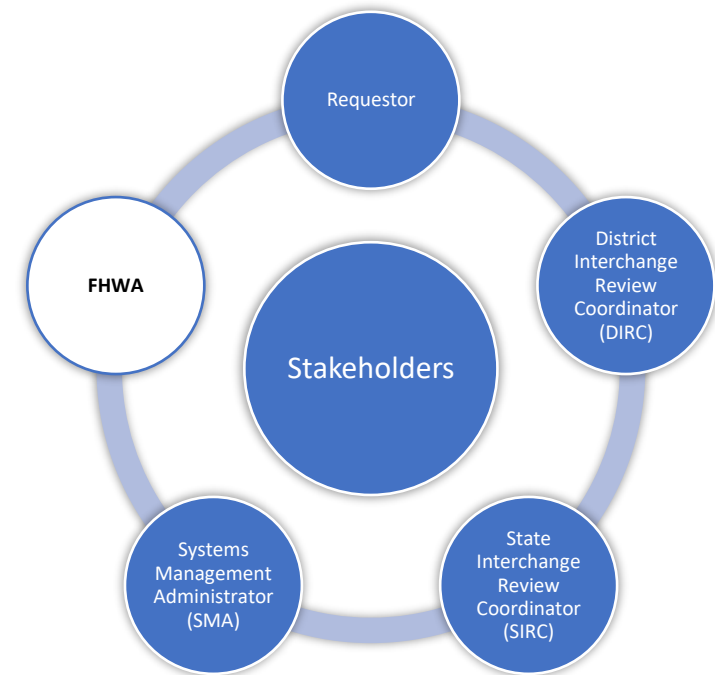 Requestor
District
Interchange
Review
Coordinator
(DIRC)
FHWA
Stakeholders
Systems
Management
Administrator
(SMA)
State
Interchange
Review
Coordinator
(SIRC)